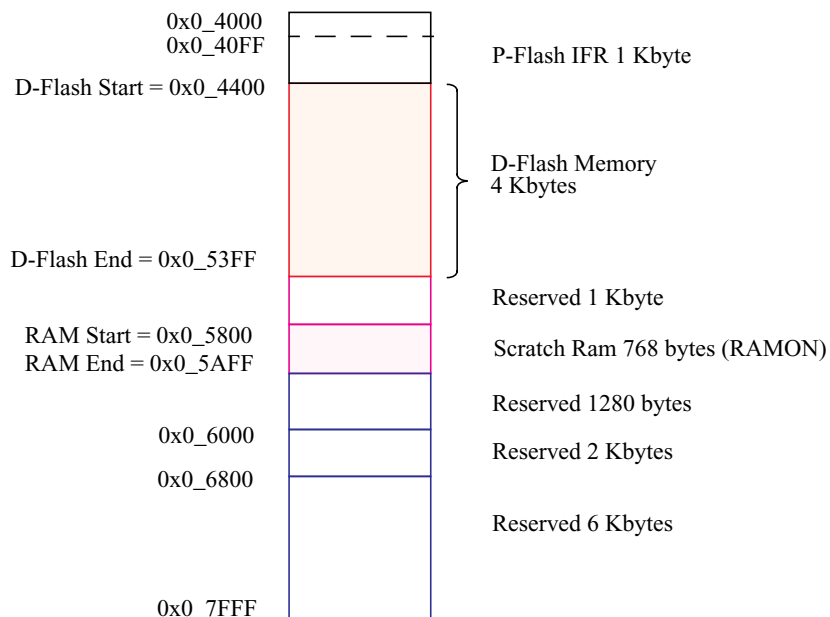 0x0_4000
0x0_40FF
P-Flash IFR 1 Kbyte
D-Flash Start = 0x0_4400
D-Flash Memory
4 Kbytes
D-Flash End = 0x0_53FF
Reserved 1 Kbyte
RAM Start = 0x0_5800
Scratch Ram 768 bytes (RAMON)
RAM End = 0x0_5AFF
Reserved 1280 bytes
0x0_6000
Reserved 2 Kbytes
0x0_6800
Reserved 6 Kbytes
0x0_7FFF